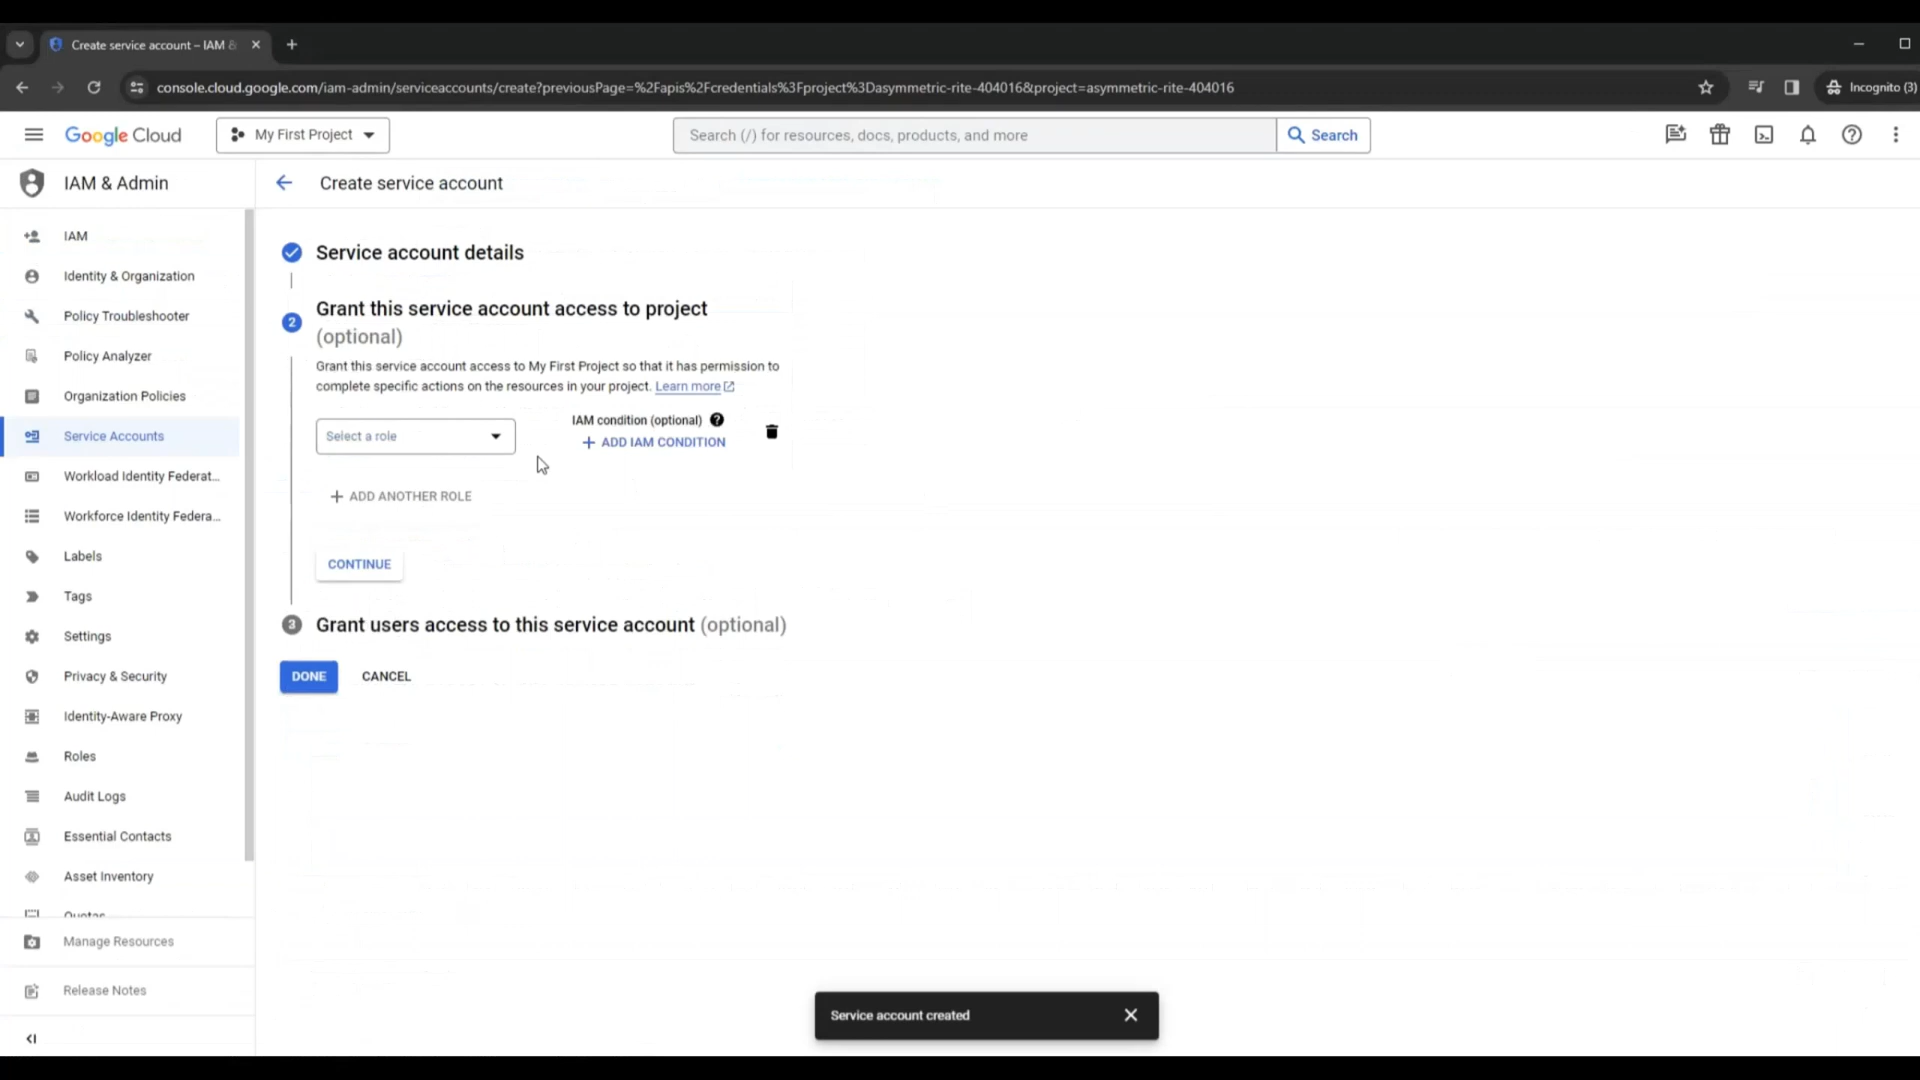 Create service account – IAM &
console.cloud.google.com/iam-admin/serviceaccounts/create?previousPage=%2Fapis%2Fcredentials%3Fproject%3Dasymmetric-rite-404016&project=asymmetric-rite-404016
Incognito (3)
Google Cloud
My First Project
Search (/) for resources, docs, products, and more
Search
IAM & Admin
Create service account
IAM
Identity & Organization
Policy Troubleshooter
Policy Analyzer
Organization Policies
Service Accounts
Workload Identity Federat...
Workforce Identity Federa...
Labels
Tags
Settings
Privacy & Security
Identity-Aware Proxy
Roles
Audit Logs
Essential Contacts
Asset Inventory
Quotas
Manage Resources
Release Notes
Service account details
2
Grant this service account access to project
(optional)
Grant this service account access to My First Project so that it has permission to
complete specific actions on the resources in your project. Learn more
Select a role
IAM condition (optional)
+ ADD IAM CONDITION
+ ADD ANOTHER ROLE
CONTINUE
3
Grant users access to this service account (optional)
DONE
CANCEL
Service account created